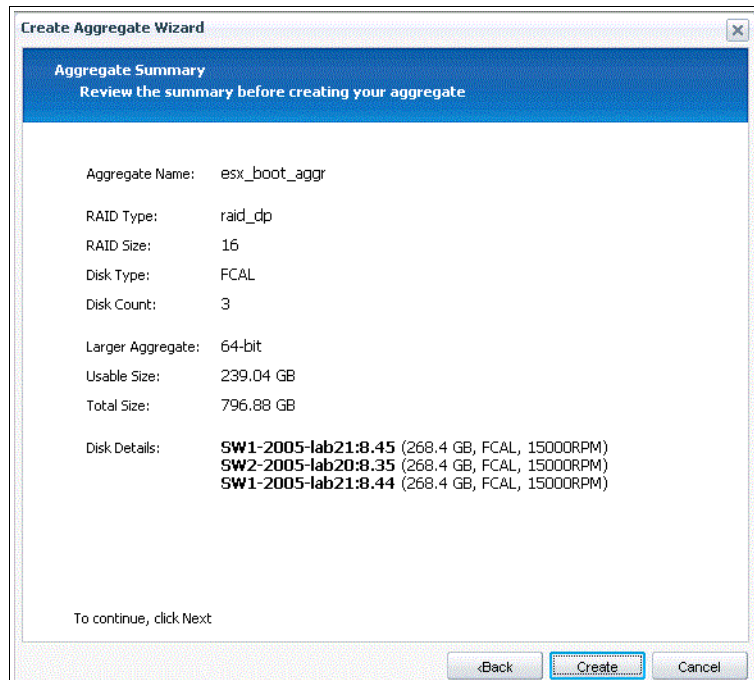 Create Aggregate Wizard
Aggregate Summary
Review the summary before creating your aggregate
Aggregate Name: esx_boot_aggr
RAID Type: raid_dp
RAID Size: 16
Disk Type: FCAL
Disk Count: 3
Larger Aggregate: 64-bit
Usable Size: 239.04 GB
Total Size: 796.88 GB
Disk Details: SW1-2005-lab21:8.45 (268.4 GB, FCAL, 15000RPM)
SW2-2005-lab20:8.35 (268.4 GB, FCAL, 15000RPM)
SW1-2005-lab21:8.44 (268.4 GB, FCAL, 15000RPM)
To continue, click Next
‹Back Create Cancel